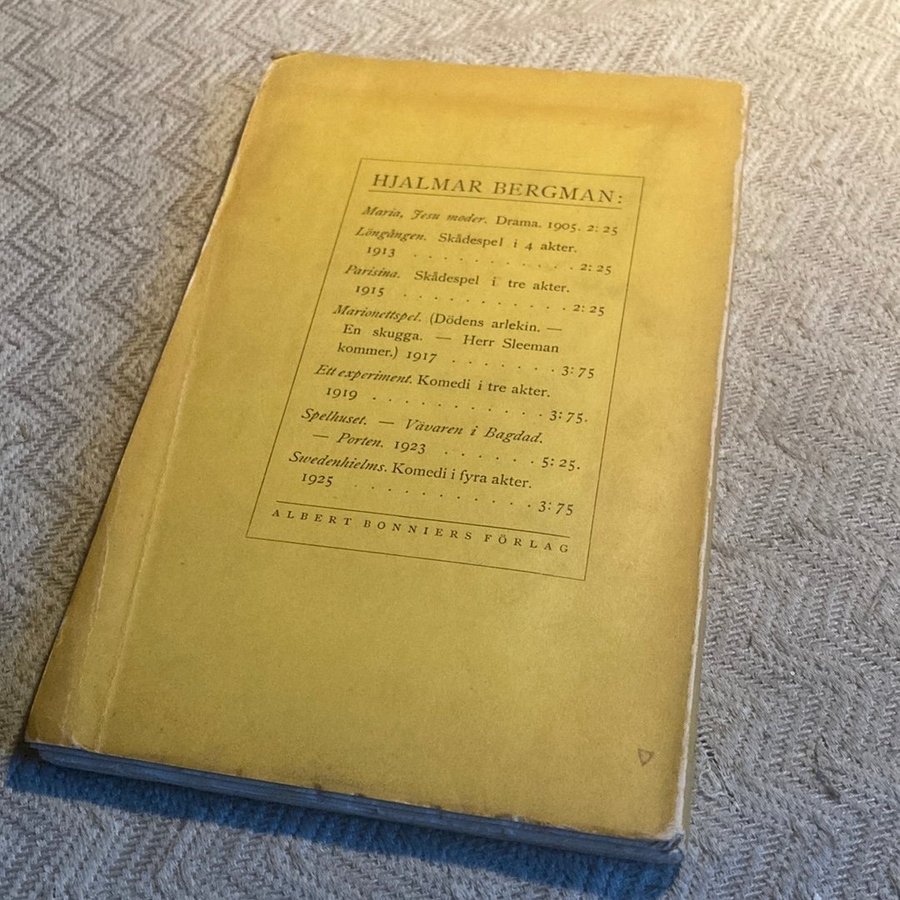 HJALMAR BERGMAN:
Maria, Jesu moder. Drama. 1905. 2: 25
Löngången. Skådespel i 4 akter.
1913 . . . . . . . . . . . 2: 25
Parisina. Skådespel i tre akter.
1915 . . . . . . . . . . . 2: 25
Marionettspel. (Dödens arlekin. —
En skugga. — Herr Sleeman
kommer.) 1917 . . . . . . 3: 75
Ett experiment. Komedi i tre akter.
1919 . . . . . . . . . . . 3: 75.
Spelhuset. — Vävaren i Bagdad.
— Porten. 1923 . . . . . . 5: 25.
Swedenhielms. Komedi i fyra akter.
1925 . . . . . . . . . . . 3: 75
ALBERT BONNIERS FÖRLAG